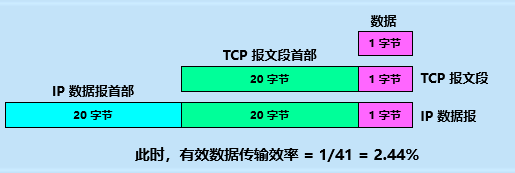 数据
1 字节
TCP 报文段首部
20 字节 1 字节 TCP 报文段
IP 数据报首部
20 字节 20 字节 1 字节 IP 数据报
此时，有效数据传输效率 = 1/41 = 2.44%